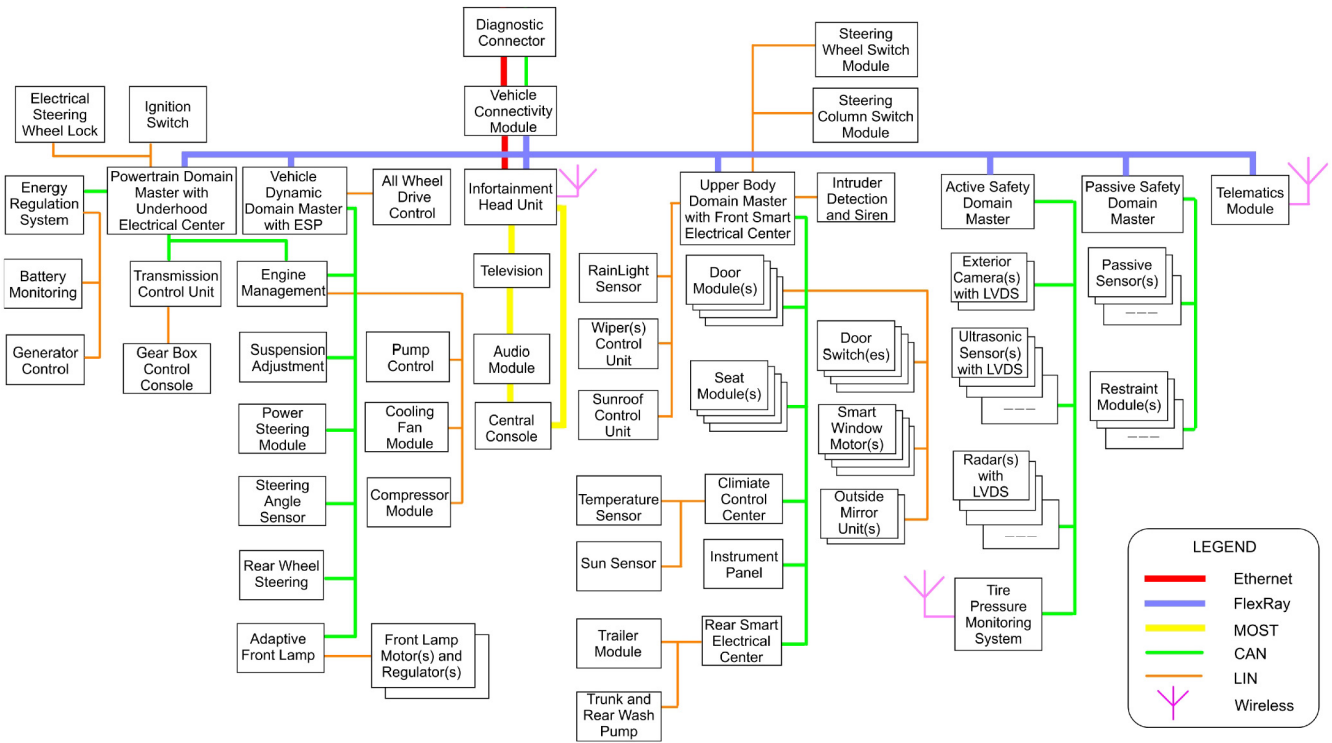 Diagnostic
Connector
Steering
Wheel Switch
Module
Electrical
Steering
Wheel Lock
Ignition
Switch
Vehicle
Connectivity
Module
Steering
Column Switch
Module
Energy
Regulation
System
Powertrain Domain
Master with
Underhood
Electrical Center
Vehicle
Dynamic
Domain Master
with ESP
All Wheel
Drive
Control
Infortainment
Head Unit
Upper Body
Domain Master
with Front Smart
Electrical Center
Intruder
Detection
and Siren
Active Safety
Domain
Master
Passive Safety
Domain
Master
Telematics
Module
Battery
Monitoring
Transmission
Control Unit
Engine
Management
Television
RainLight
Sensor
Door
Module(s)
Exterior
Camera(s)
with LVDS
Passive
Sensor(s)
Generator
Control
Gear Box
Control
Console
Suspension
Adjustment
Pump
Control
Audio
Module
Wiper(s)
Control
Unit
Door
Switch(es)
Ultrasonic
Sensor(s)
with LVDS
Seat
Module(s)
Restraint
Module(s)
Power
Steering
Module
Cooling
Fan
Module
Central
Console
Sunroof
Control
Unit
Smart
Window
Motor(s)
Radar(s)
with
LVDS
Steering
Angle
Sensor
Compressor
Module
Temperature
Sensor
Climiate
Control
Center
Outside
Mirror
Unit(s)
Rear Wheel
Steering
Sun Sensor
Instrument
Panel
Tire
Pressure
Monitoring
System
Adaptive
Front Lamp
Front Lamp
Motor(s) and
Regulator(s)
Trailer
Module
Rear Smart
Electrical
Center
Trunk and
Rear Wash
Pump
LEGEND
Ethernet
FlexRay
MOST
CAN
LIN
Wireless